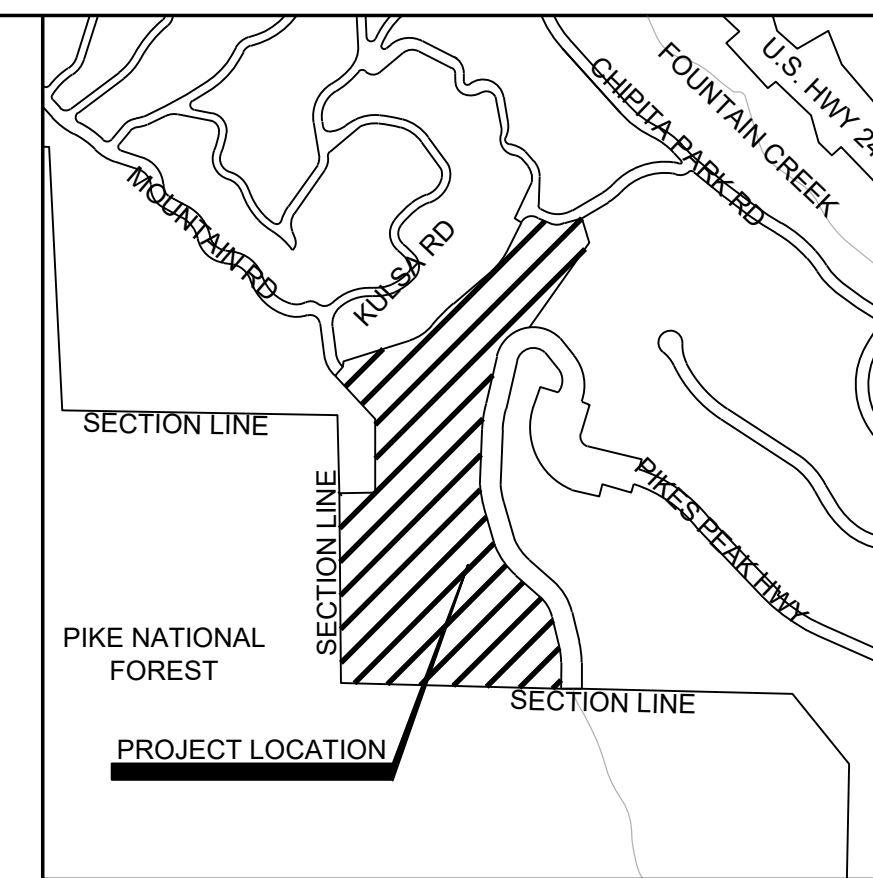 U.S. HWY 24
FOUNTAIN CREEK
CHIPITA PARK RD
MOUNTAIN RD
KULSA RD
SECTION LINE
PIKES PEAK HWY
SECTION LINE
PIKE NATIONAL
FOREST
SECTION LINE
PROJECT LOCATION